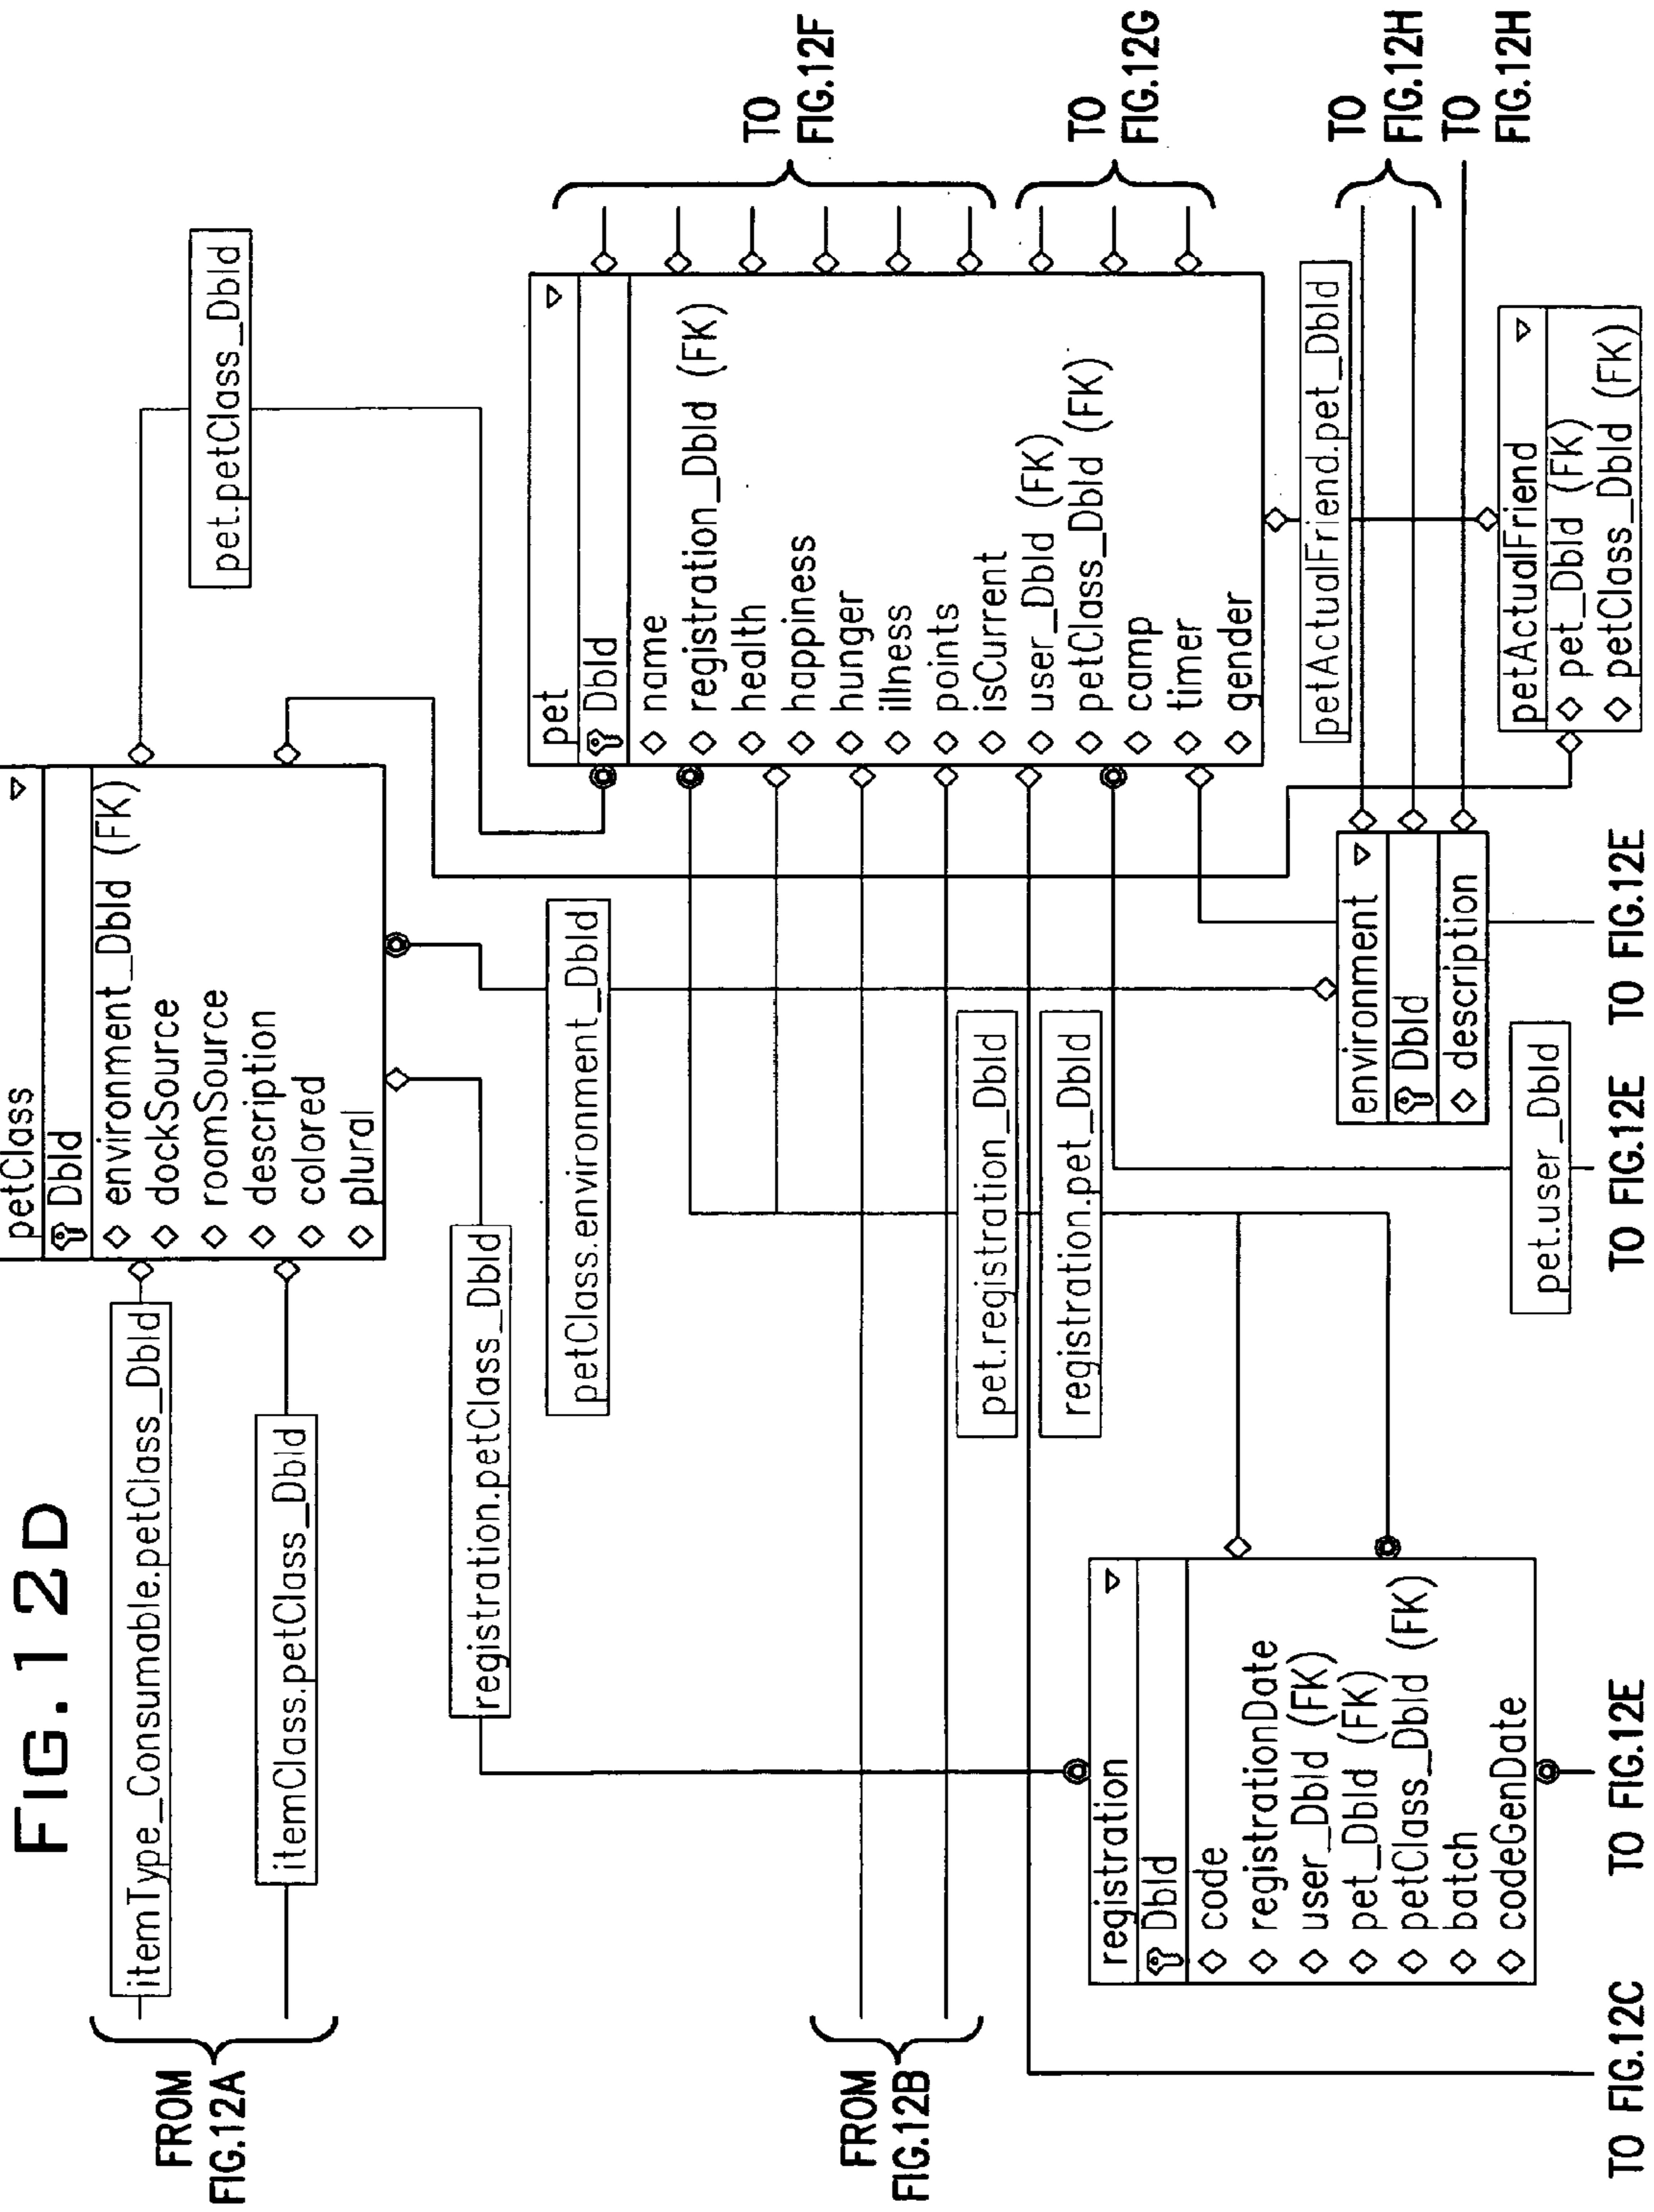 FIG. 12D
FROM
FIG.12A
itemType_Consumable.petClass_DbId
itemClass.petClass_DbId
petClass
DbId
environment_DbId (FK)
dockSource
roomSource
description
colored
plural
pet.petClass_DbId
registration.petClass_DbId
petClass.environment_DbId
FROM
FIG.12B
pet
DbId
name
registration_DbId (FK)
health
happiness
hunger
illness
points
isCurrent
user_DbId (FK)
petClass_DbId (FK)
camp
timer
gender
TO
FIG.12F
TO
FIG.12G
pet.registration_DbId
registration.pet_DbId
registration
DbId
code
registrationDate
user_DbId (FK)
pet_DbId (FK)
petClass_DbId (FK)
batch
codeGenDate
petActualFriend.pet_DbId
environment
DbId
description
TO
FIG.12H
TO
FIG.12H
petActualFriend
pet_DbId (FK)
petClass_DbId (FK)
pet.user_DbId
TO FIG.12C
TO FIG.12E
TO FIG.12E
TO FIG.12E